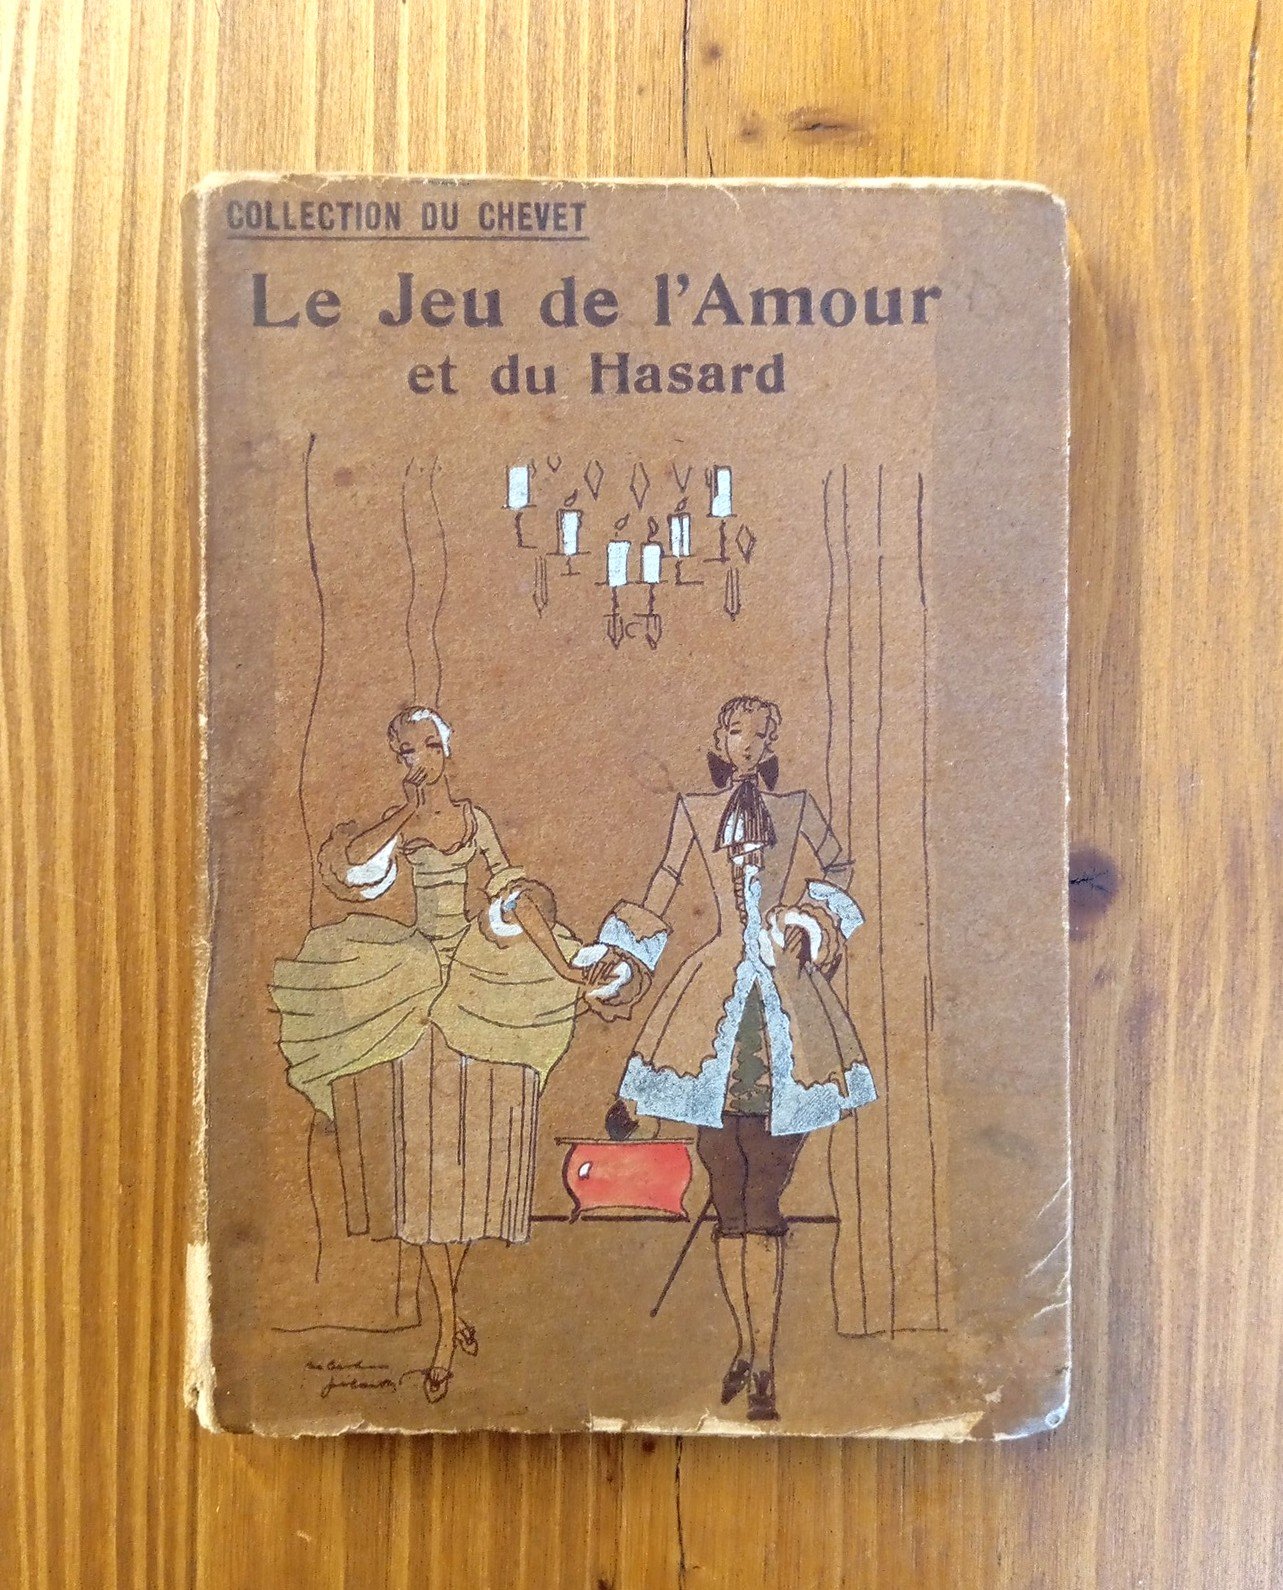 COLLECTION DU CHEVET
Le Jeu de l'Amour
et du Hasard